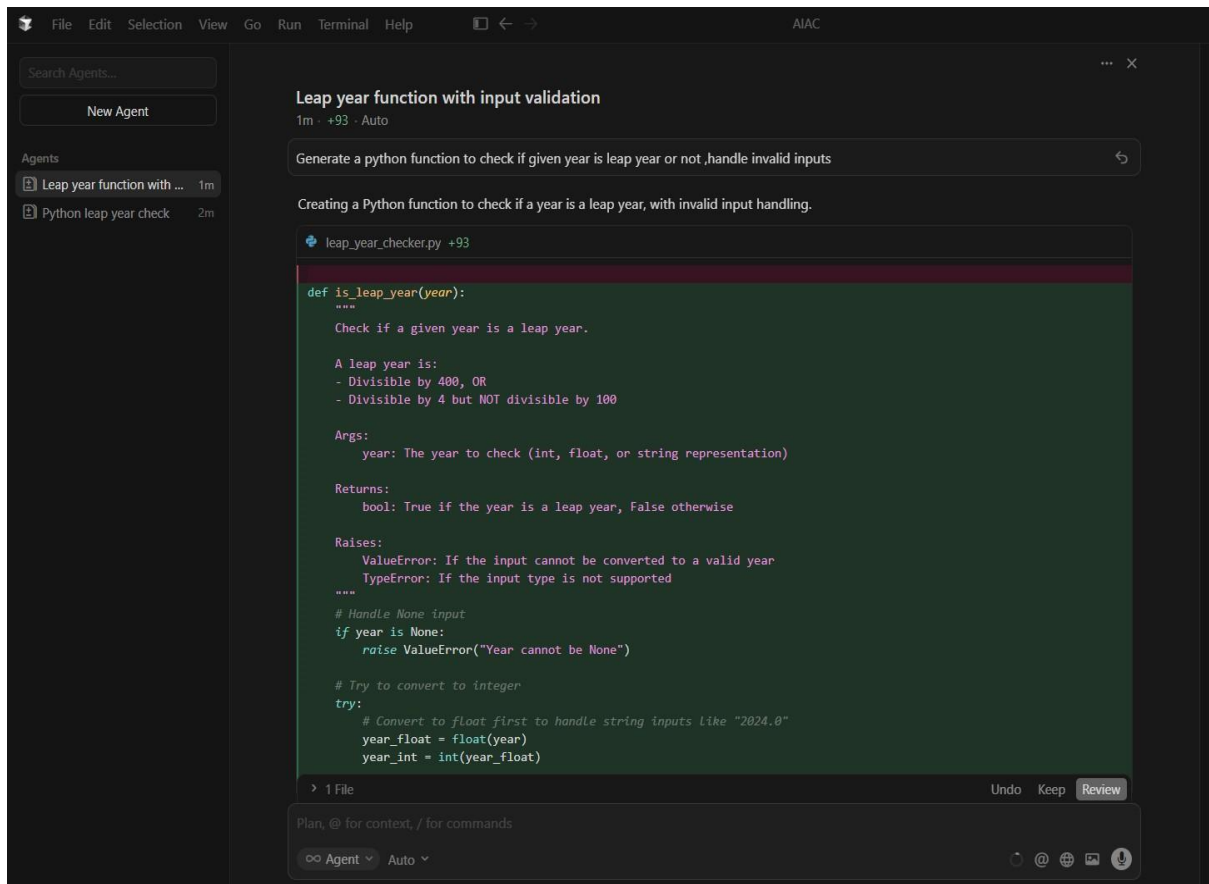 File Edit Selection View Go Run Terminal Help AIAC
Search Agents...
New Agent
Agents
Leap year function with ... 1m
Python leap year check 2m
Leap year function with input validation
1m · +93 · Auto
Generate a python function to check if given year is leap year or not ,handle invalid inputs
Creating a Python function to check if a year is a leap year, with invalid input handling.
leap_year_checker.py +93
def is_leap_year(year):
    """
    Check if a given year is a leap year.

    A leap year is:
    - Divisible by 400, OR
    - Divisible by 4 but NOT divisible by 100

    Args:
        year: The year to check (int, float, or string representation)

    Returns:
        bool: True if the year is a leap year, False otherwise

    Raises:
        ValueError: If the input cannot be converted to a valid year
        TypeError: If the input type is not supported
    """
    # Handle None input
    if year is None:
        raise ValueError("Year cannot be None")

    # Try to convert to integer
    try:
        # Convert to float first to handle string inputs like "2024.0"
        year_float = float(year)
        year_int = int(year_float)
> 1 File Undo Keep Review
Plan, @ for context, / for commands
∞ Agent Auto @